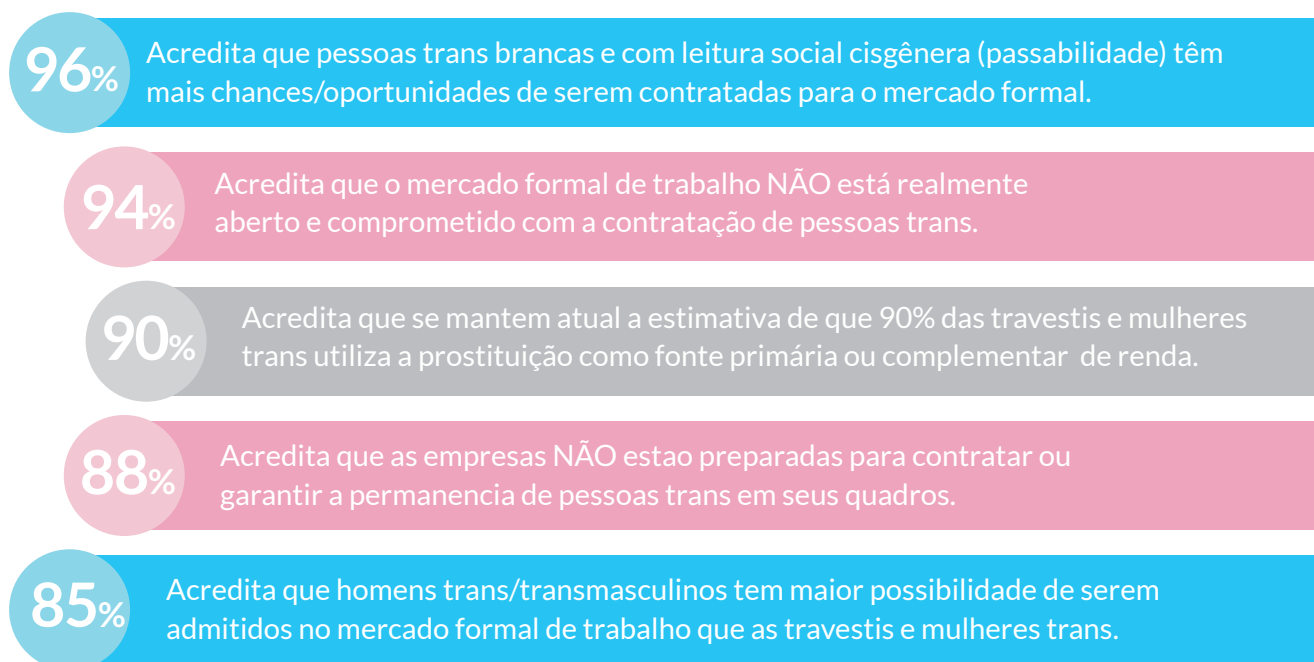 96%
Acredita que pessoas trans brancas e com leitura social cisgênera (passabilidade) têm
mais chances/oportunidades de serem contratadas para o mercado formal.
94%
Acredita que o mercado formal de trabalho NÃO está realmente
aberto e comprometido com a contratação de pessoas trans.
90%
Acredita que se mantem atual a estimativa de que 90% das travestis e mulheres
trans utiliza a prostituição como fonte primária ou complementar  de renda.
88%
Acredita que as empresas NÃO estao preparadas para contratar ou
garantir a permanencia de pessoas trans em seus quadros.
85%
Acredita que homens trans/transmasculinos tem maior possibilidade de serem
admitidos no mercado formal de trabalho que as travestis e mulheres trans.